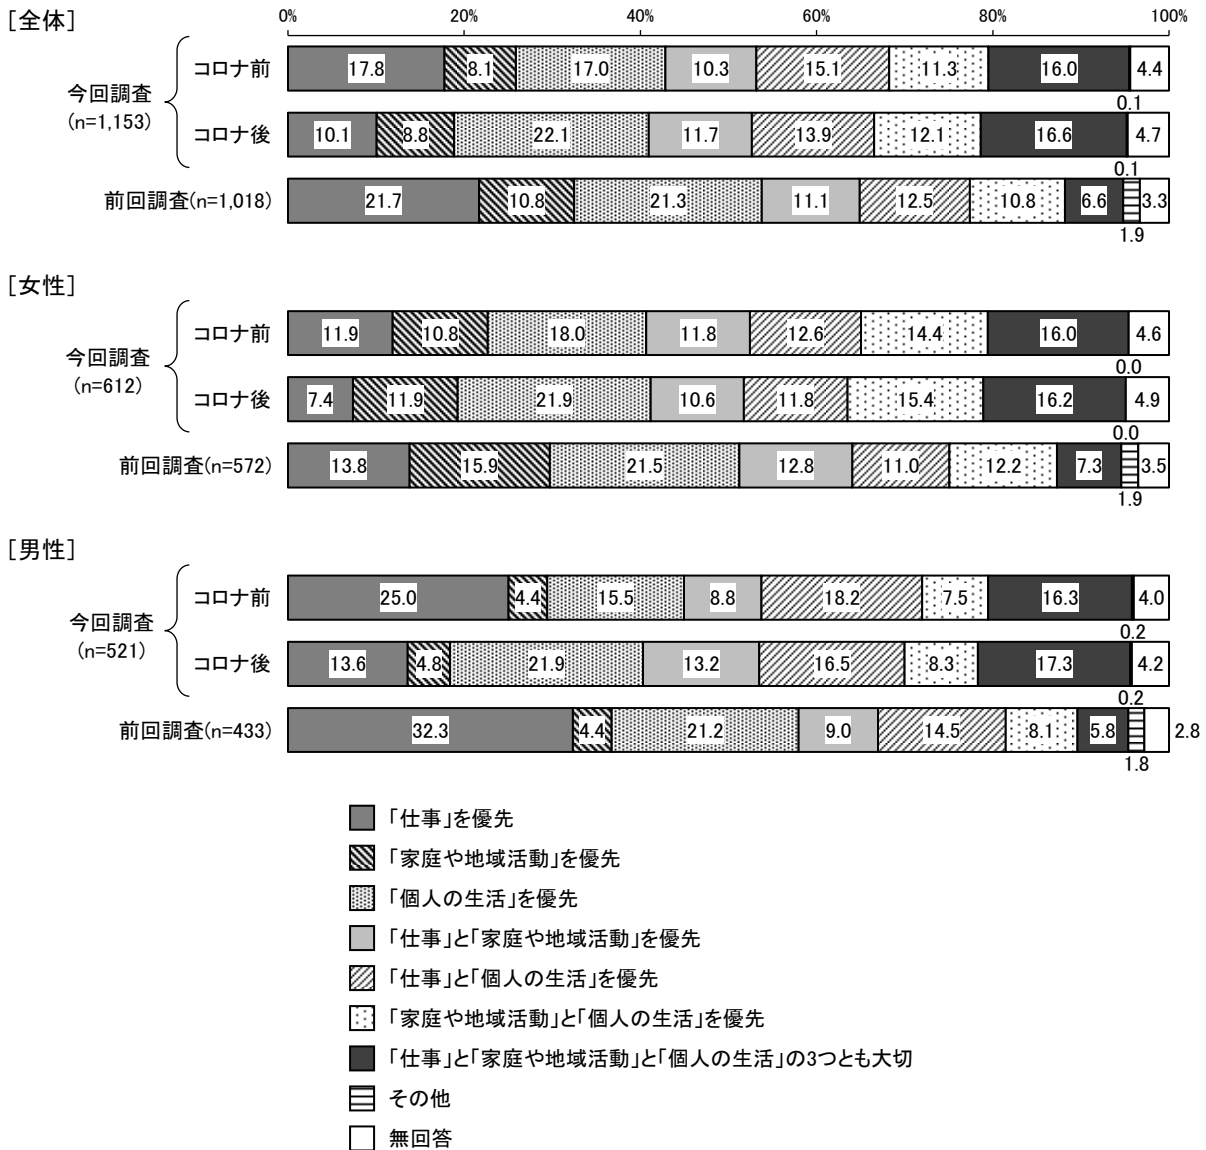 ［全体］
0% 20% 40% 60% 80% 100%
今回調査
(n=1,153)
コロナ前
17.8 8.1 17.0 10.3 15.1 11.3 16.0 4.4
0.1
コロナ後
10.1 8.8 22.1 11.7 13.9 12.1 16.6 4.7
0.1
前回調査(n=1,018)
21.7 10.8 21.3 11.1 12.5 10.8 6.6 3.3
1.9
［女性］
今回調査
(n=612)
コロナ前
11.9 10.8 18.0 11.8 12.6 14.4 16.0 4.6
0.0
コロナ後
7.4 11.9 21.9 10.6 11.8 15.4 16.2 4.9
0.0
前回調査(n=572)
13.8 15.9 21.5 12.8 11.0 12.2 7.3 3.5
1.9
［男性］
今回調査
(n=521)
コロナ前
25.0 4.4 15.5 8.8 18.2 7.5 16.3 4.0
0.2
コロナ後
13.6 4.8 21.9 13.2 16.5 8.3 17.3 4.2
0.2
前回調査(n=433)
32.3 4.4 21.2 9.0 14.5 8.1 5.8 2.8
1.8
「仕事」を優先
「家庭や地域活動」を優先
「個人の生活」を優先
「仕事」と「家庭や地域活動」を優先
「仕事」と「個人の生活」を優先
「家庭や地域活動」と「個人の生活」を優先
「仕事」と「家庭や地域活動」と「個人の生活」の3つとも大切
その他
無回答